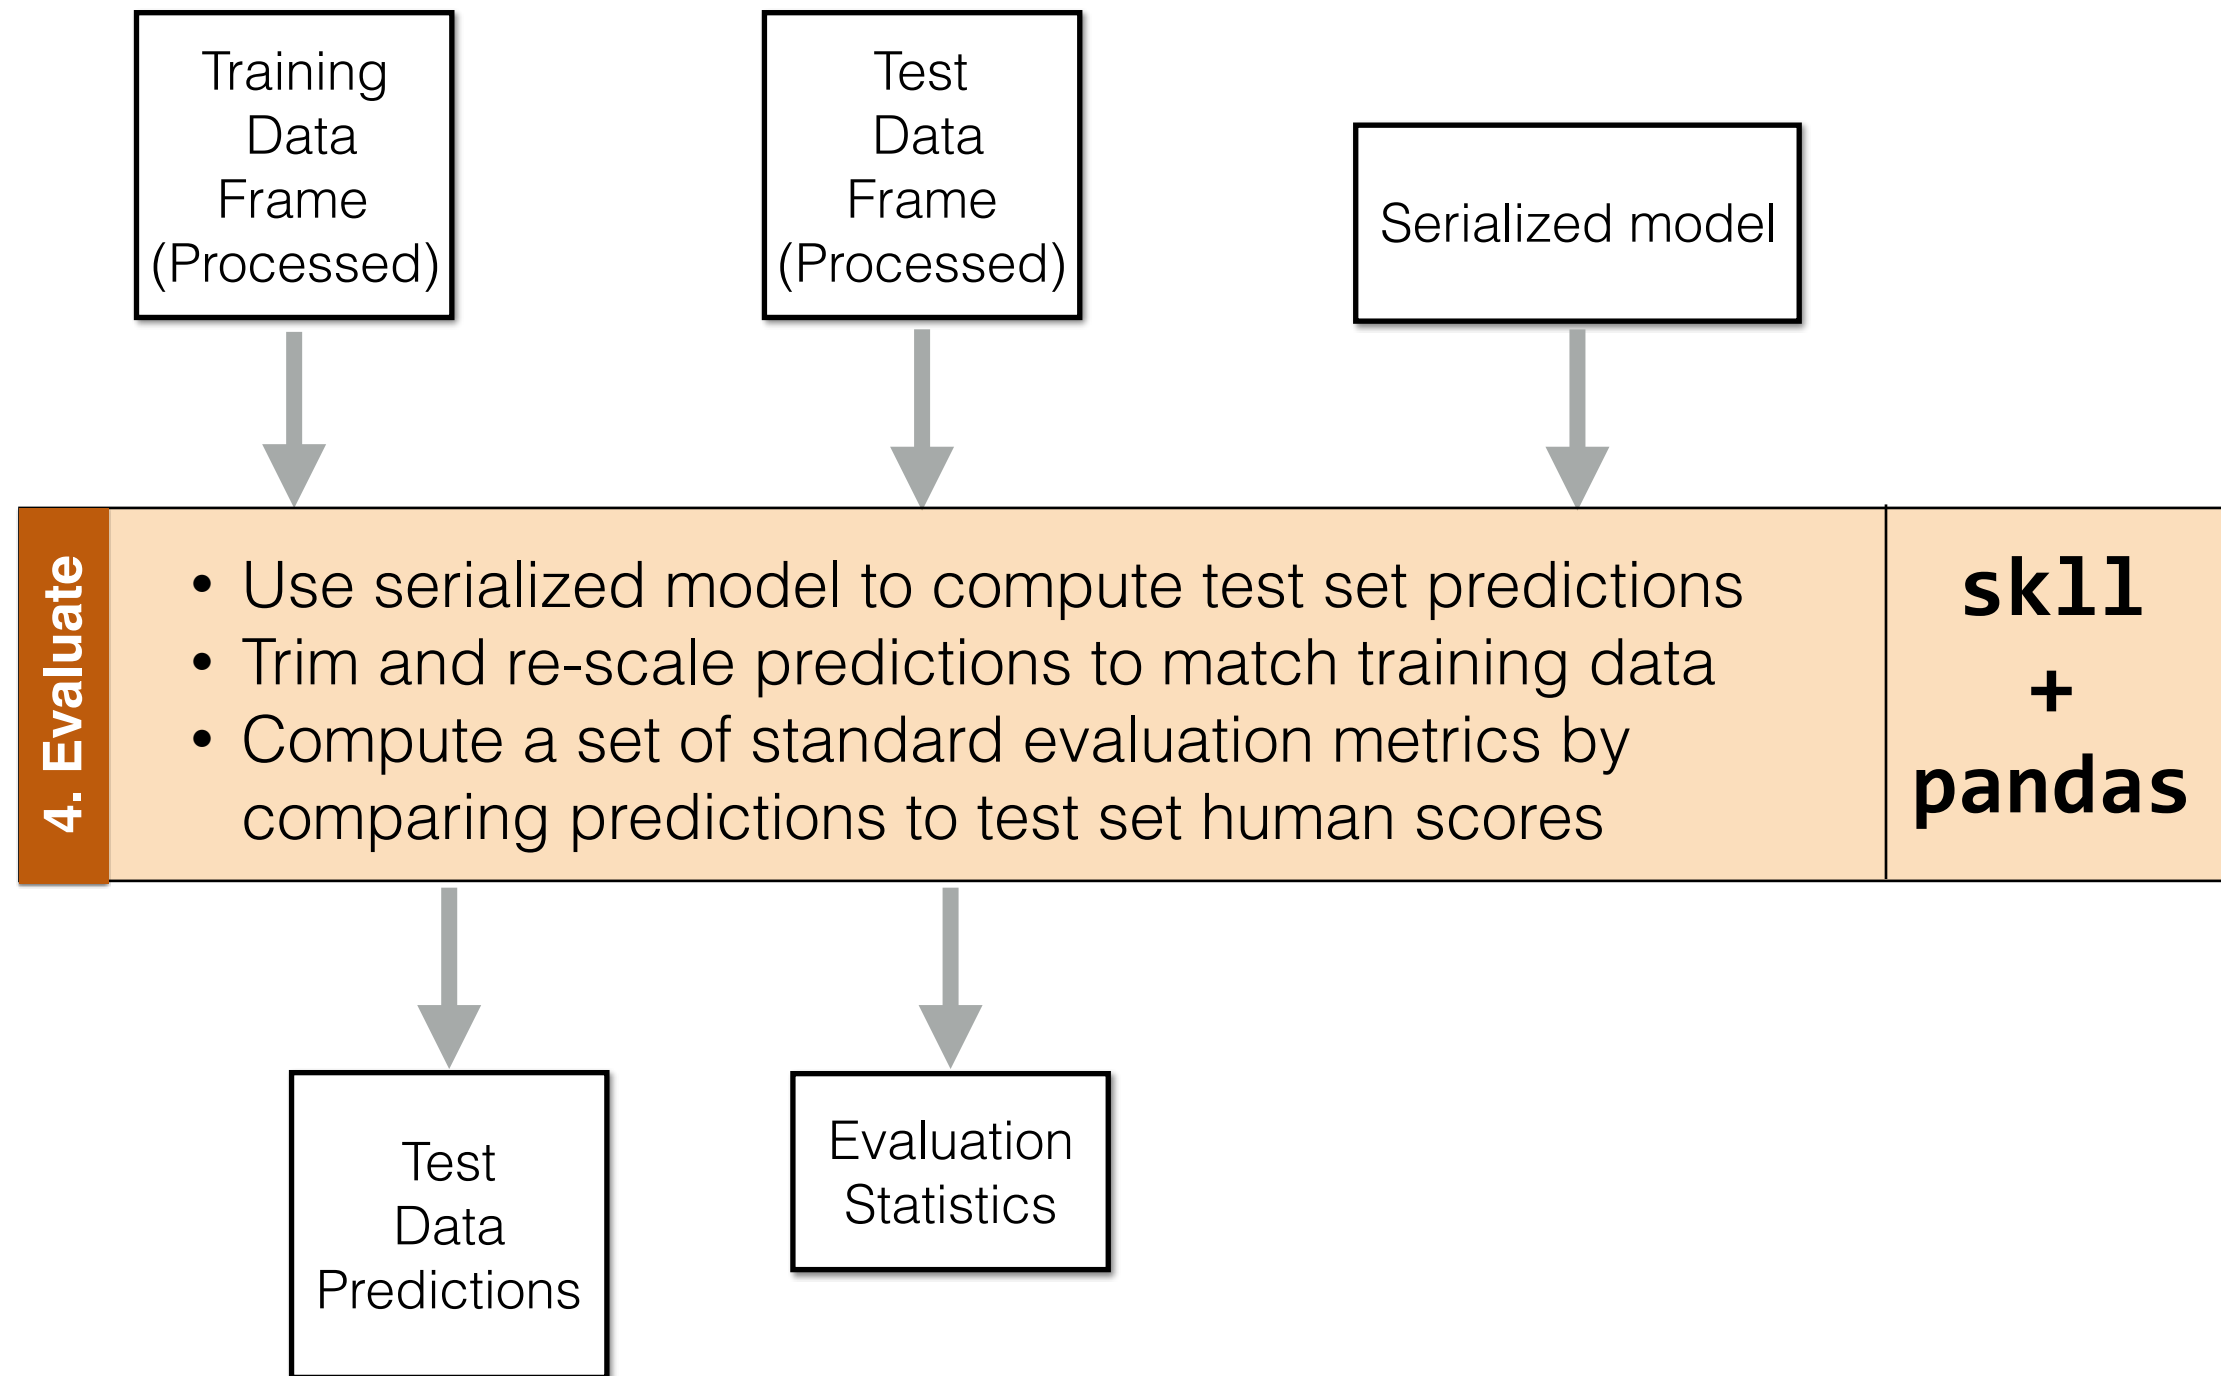 Training
Data
Frame
(Processed)
Test
Data
Frame
(Processed)
Serialized model
4. Evaluate
• Use serialized model to compute test set predictions
• Trim and re-scale predictions to match training data
• Compute a set of standard evaluation metrics by
comparing predictions to test set human scores
skll
+
pandas
Test
Data
Predictions
Evaluation
Statistics